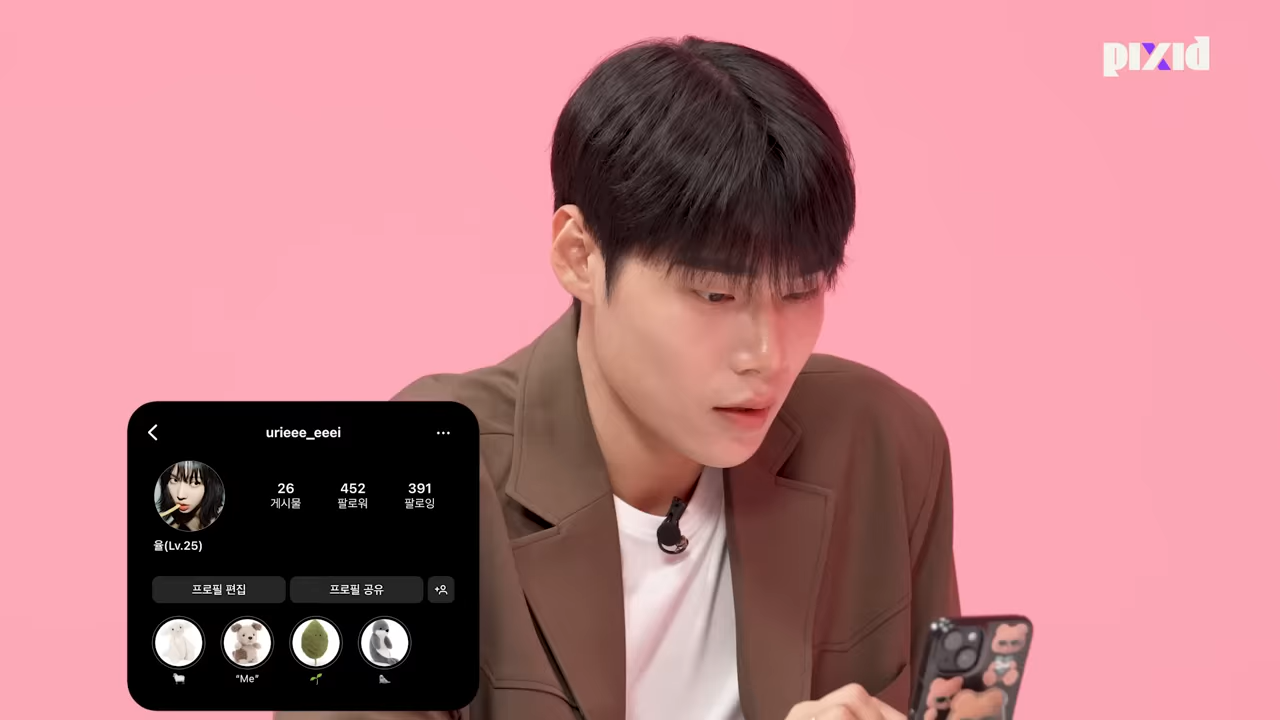 pixid
urieee_eeei
26 452 391
게시물 팔로워 팔로잉
율(Lv.25)
프로필 편집 프로필 공유
"Me"